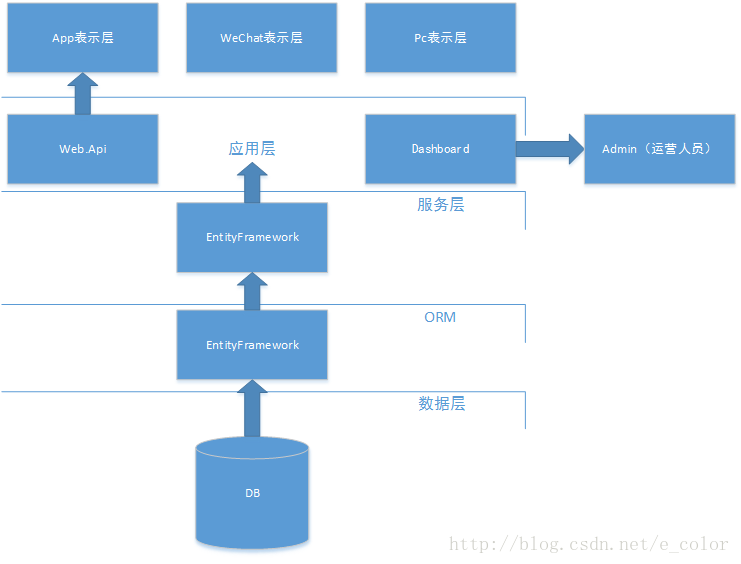 App表示层
WeChat表示层
Pc表示层
Web.Api
应用层
Dashboard
Admin（运营人员）
服务层
EntityFramework
ORM
EntityFramework
数据层
DB
http://blog.csdn.net/e_color